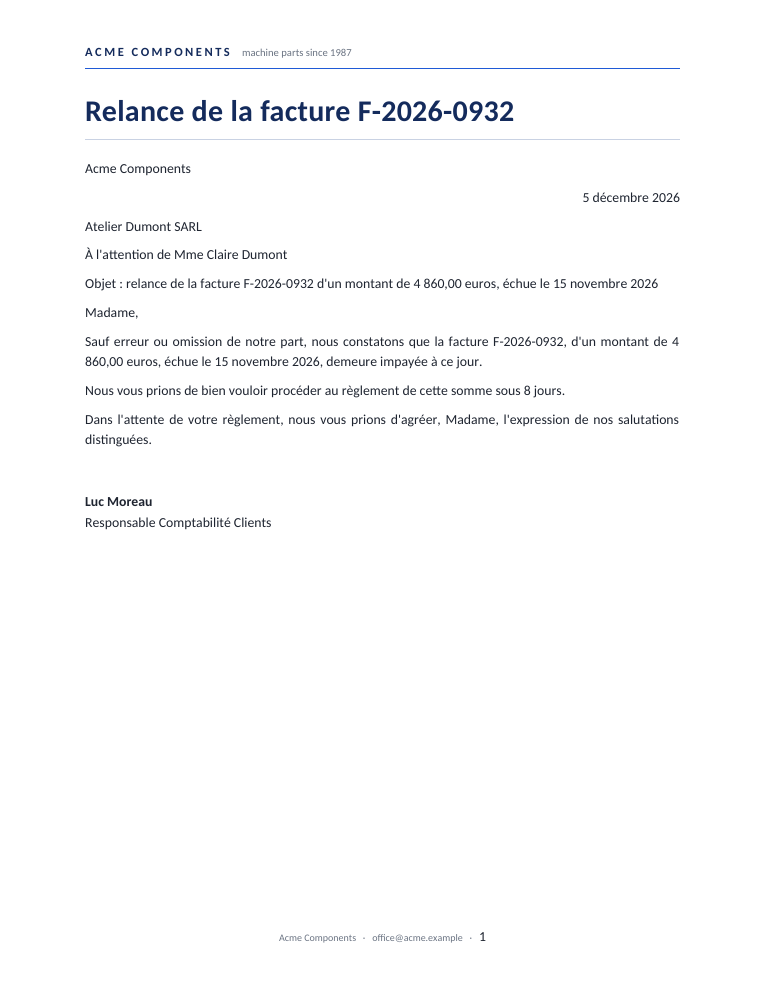 ACME COMPONENTS machine parts since 1987
Relance de la facture F-2026-0932
Acme Components
5 décembre 2026
Atelier Dumont SARL
À l'attention de Mme Claire Dumont
Objet : relance de la facture F-2026-0932 d'un montant de 4 860,00 euros, échue le 15 novembre 2026
Madame,
Sauf erreur ou omission de notre part, nous constatons que la facture F-2026-0932, d'un montant de 4
860,00 euros, échue le 15 novembre 2026, demeure impayée à ce jour.
Nous vous prions de bien vouloir procéder au règlement de cette somme sous 8 jours.
Dans l'attente de votre règlement, nous vous prions d'agréer, Madame, l'expression de nos salutations
distinguées.
Luc Moreau
Responsable Comptabilité Clients
Acme Components · office@acme.example · 1